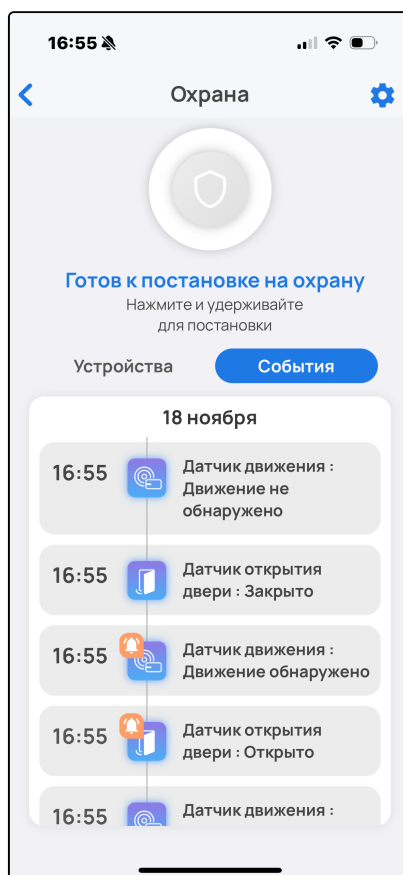 16:55
Охрана
Готов к постановке на охрану
Нажмите и удерживайте
для постановки
Устройства
События
18 ноября
16:55
Датчик движения :
Движение не
обнаружено
16:55
Датчик открытия
двери : Закрыто
16:55
Датчик движения :
Движение обнаружено
16:55
Датчик открытия
двери : Открыто
16:55
Датчик движения :